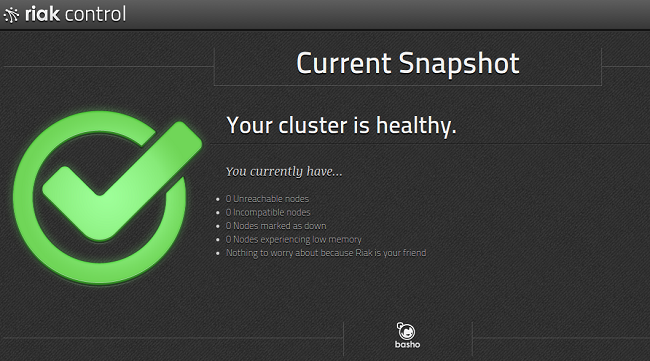 riak control
Current Snapshot
Your cluster is healthy.
You currently have...
0 Unreachable nodes
0 Incompatible nodes
0 Nodes marked as down
0 Nodes experiencing low memory
Nothing to worry about because Riak is your friend
basho